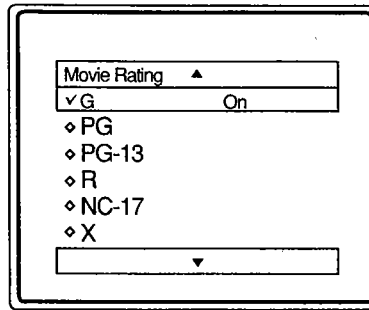 Movie Rating ▲
✓ G On
⋄ PG
⋄ PG-13
⋄ R
⋄ NC-17
⋄ X
▼